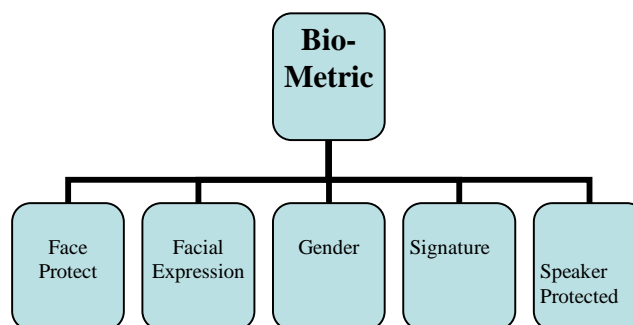 Bio-
Metric
Face
Protect
Facial
Expression
Gender
Signature
Speaker
Protected